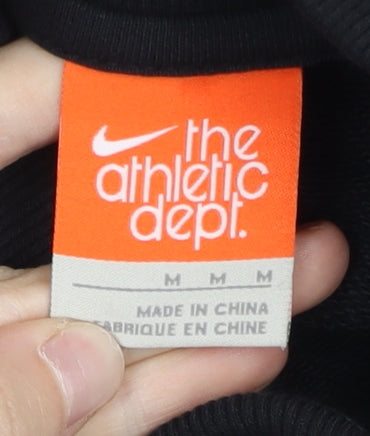 the
athletic
dept.
M M M
MADE IN CHINA
FABRIQUE EN CHINE